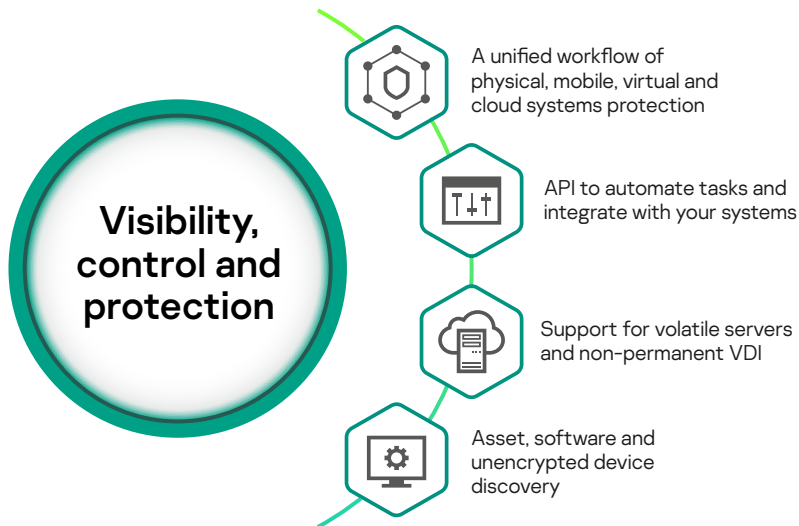 Visibility,
control and
protection
A unified workflow of
physical, mobile, virtual and
cloud systems protection
API to automate tasks and
integrate with your systems
Support for volatile servers
and non-permanent VDI
Asset, software and
unencrypted device
discovery